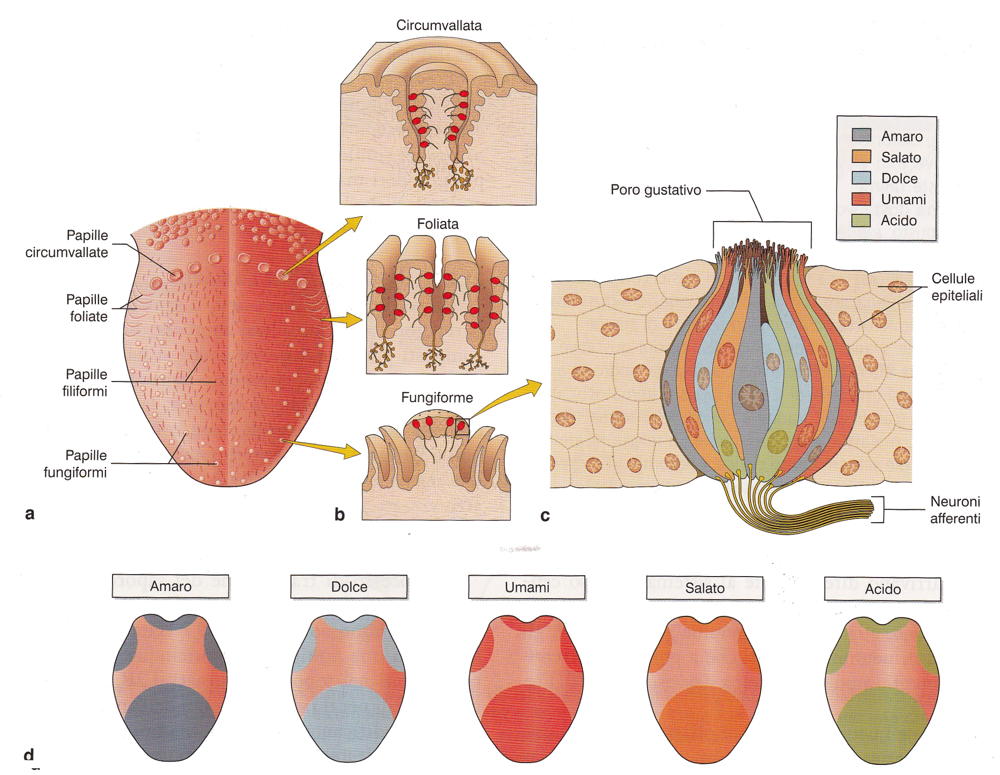 Circumvallata
Amaro
Salato
Dolce
Umami
Acido
Poro gustativo
Foliata
Papille
circumvallate
Cellule
epiteliali
Papille
foliate
Papille
filiformi
Fungiforme
Papille
fungiformi
Neuroni
afferenti
a
b
c
Amaro
Dolce
Umami
Salato
Acido
d